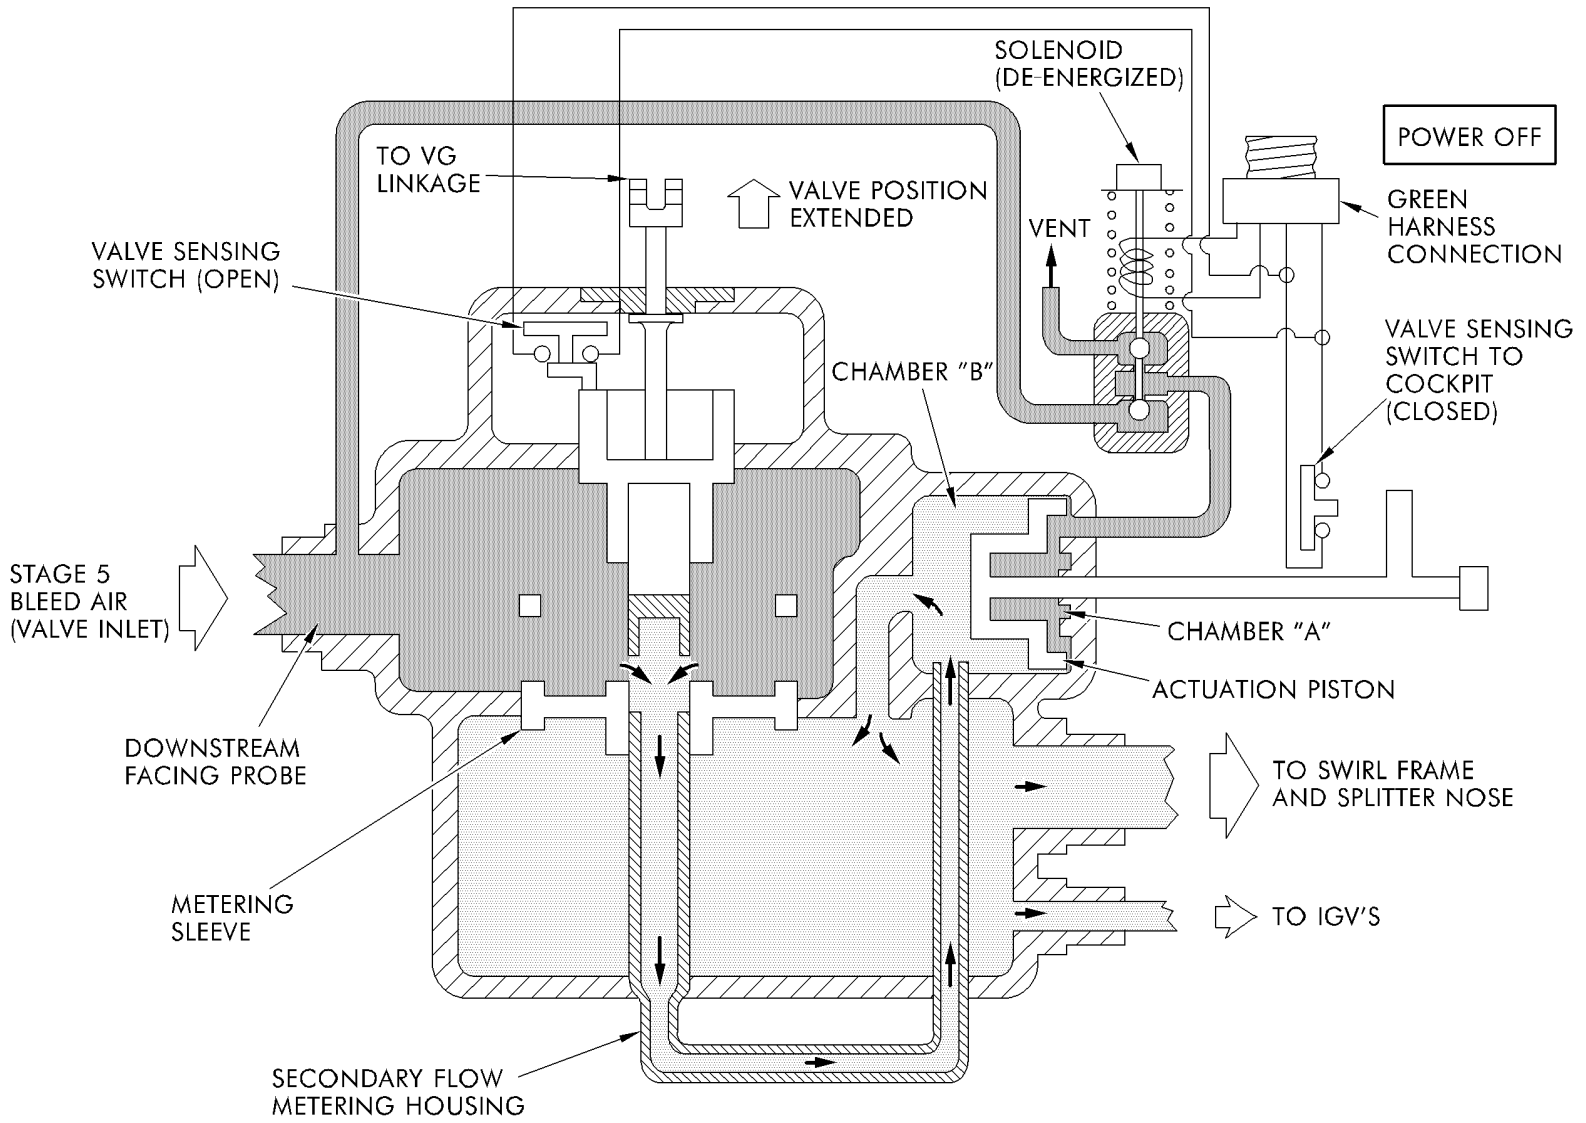 SOLENOID
(DE-ENERGIZED)
POWER OFF
TO VG
LINKAGE
VALVE POSITION
EXTENDED
GREEN
HARNESS
CONNECTION
VENT
VALVE SENSING
SWITCH (OPEN)
VALVE SENSING
SWITCH TO
COCKPIT
(CLOSED)
CHAMBER "B"
STAGE 5
BLEED AIR
(VALVE INLET)
CHAMBER "A"
ACTUATION PISTON
DOWNSTREAM
FACING PROBE
TO SWIRL FRAME
AND SPLITTER NOSE
METERING
SLEEVE
TO IGV'S
SECONDARY FLOW
METERING HOUSING